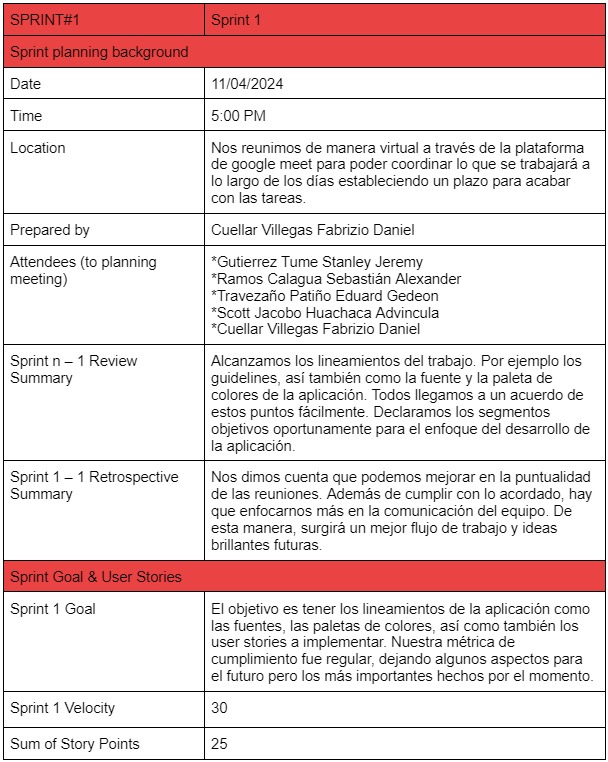 SPRINT#1
Sprint 1
Sprint planning background
Date
11/04/2024
Time
5:00 PM
Location
Nos reunimos de manera virtual a través de la plataforma
de google meet para poder coordinar lo que se trabajará a
lo largo de los días estableciendo un plazo para acabar
con las tareas.
Prepared by
Cuellar Villegas Fabrizio Daniel
Attendees (to planning
meeting)
*Gutierrez Tume Stanley Jeremy
*Ramos Calagua Sebastián Alexander
*Travezaño Patiño Eduard Gedeon
*Scott Jacobo Huachaca Advincula
*Cuellar Villegas Fabrizio Daniel
Sprint n – 1 Review
Summary
Alcanzamos los lineamientos del trabajo. Por ejemplo los
guidelines, así también como la fuente y la paleta de
colores de la aplicación. Todos llegamos a un acuerdo de
estos puntos fácilmente. Declaramos los segmentos
objetivos oportunamente para el enfoque del desarrollo de
la aplicación.
Sprint 1 – 1 Retrospective
Summary
Nos dimos cuenta que podemos mejorar en la puntualidad
de las reuniones. Además de cumplir con lo acordado, hay
que enfocarnos más en la comunicación del equipo. De
esta manera, surgirá un mejor flujo de trabajo y ideas
brillantes futuras.
Sprint Goal & User Stories
Sprint 1 Goal
El objetivo es tener los lineamientos de la aplicación como
las fuentes, las paletas de colores, así como también los
user stories a implementar. Nuestra métrica de
cumplimiento fue regular, dejando algunos aspectos para
el futuro pero los más importantes hechos por el momento.
Sprint 1 Velocity
30
Sum of Story Points
25